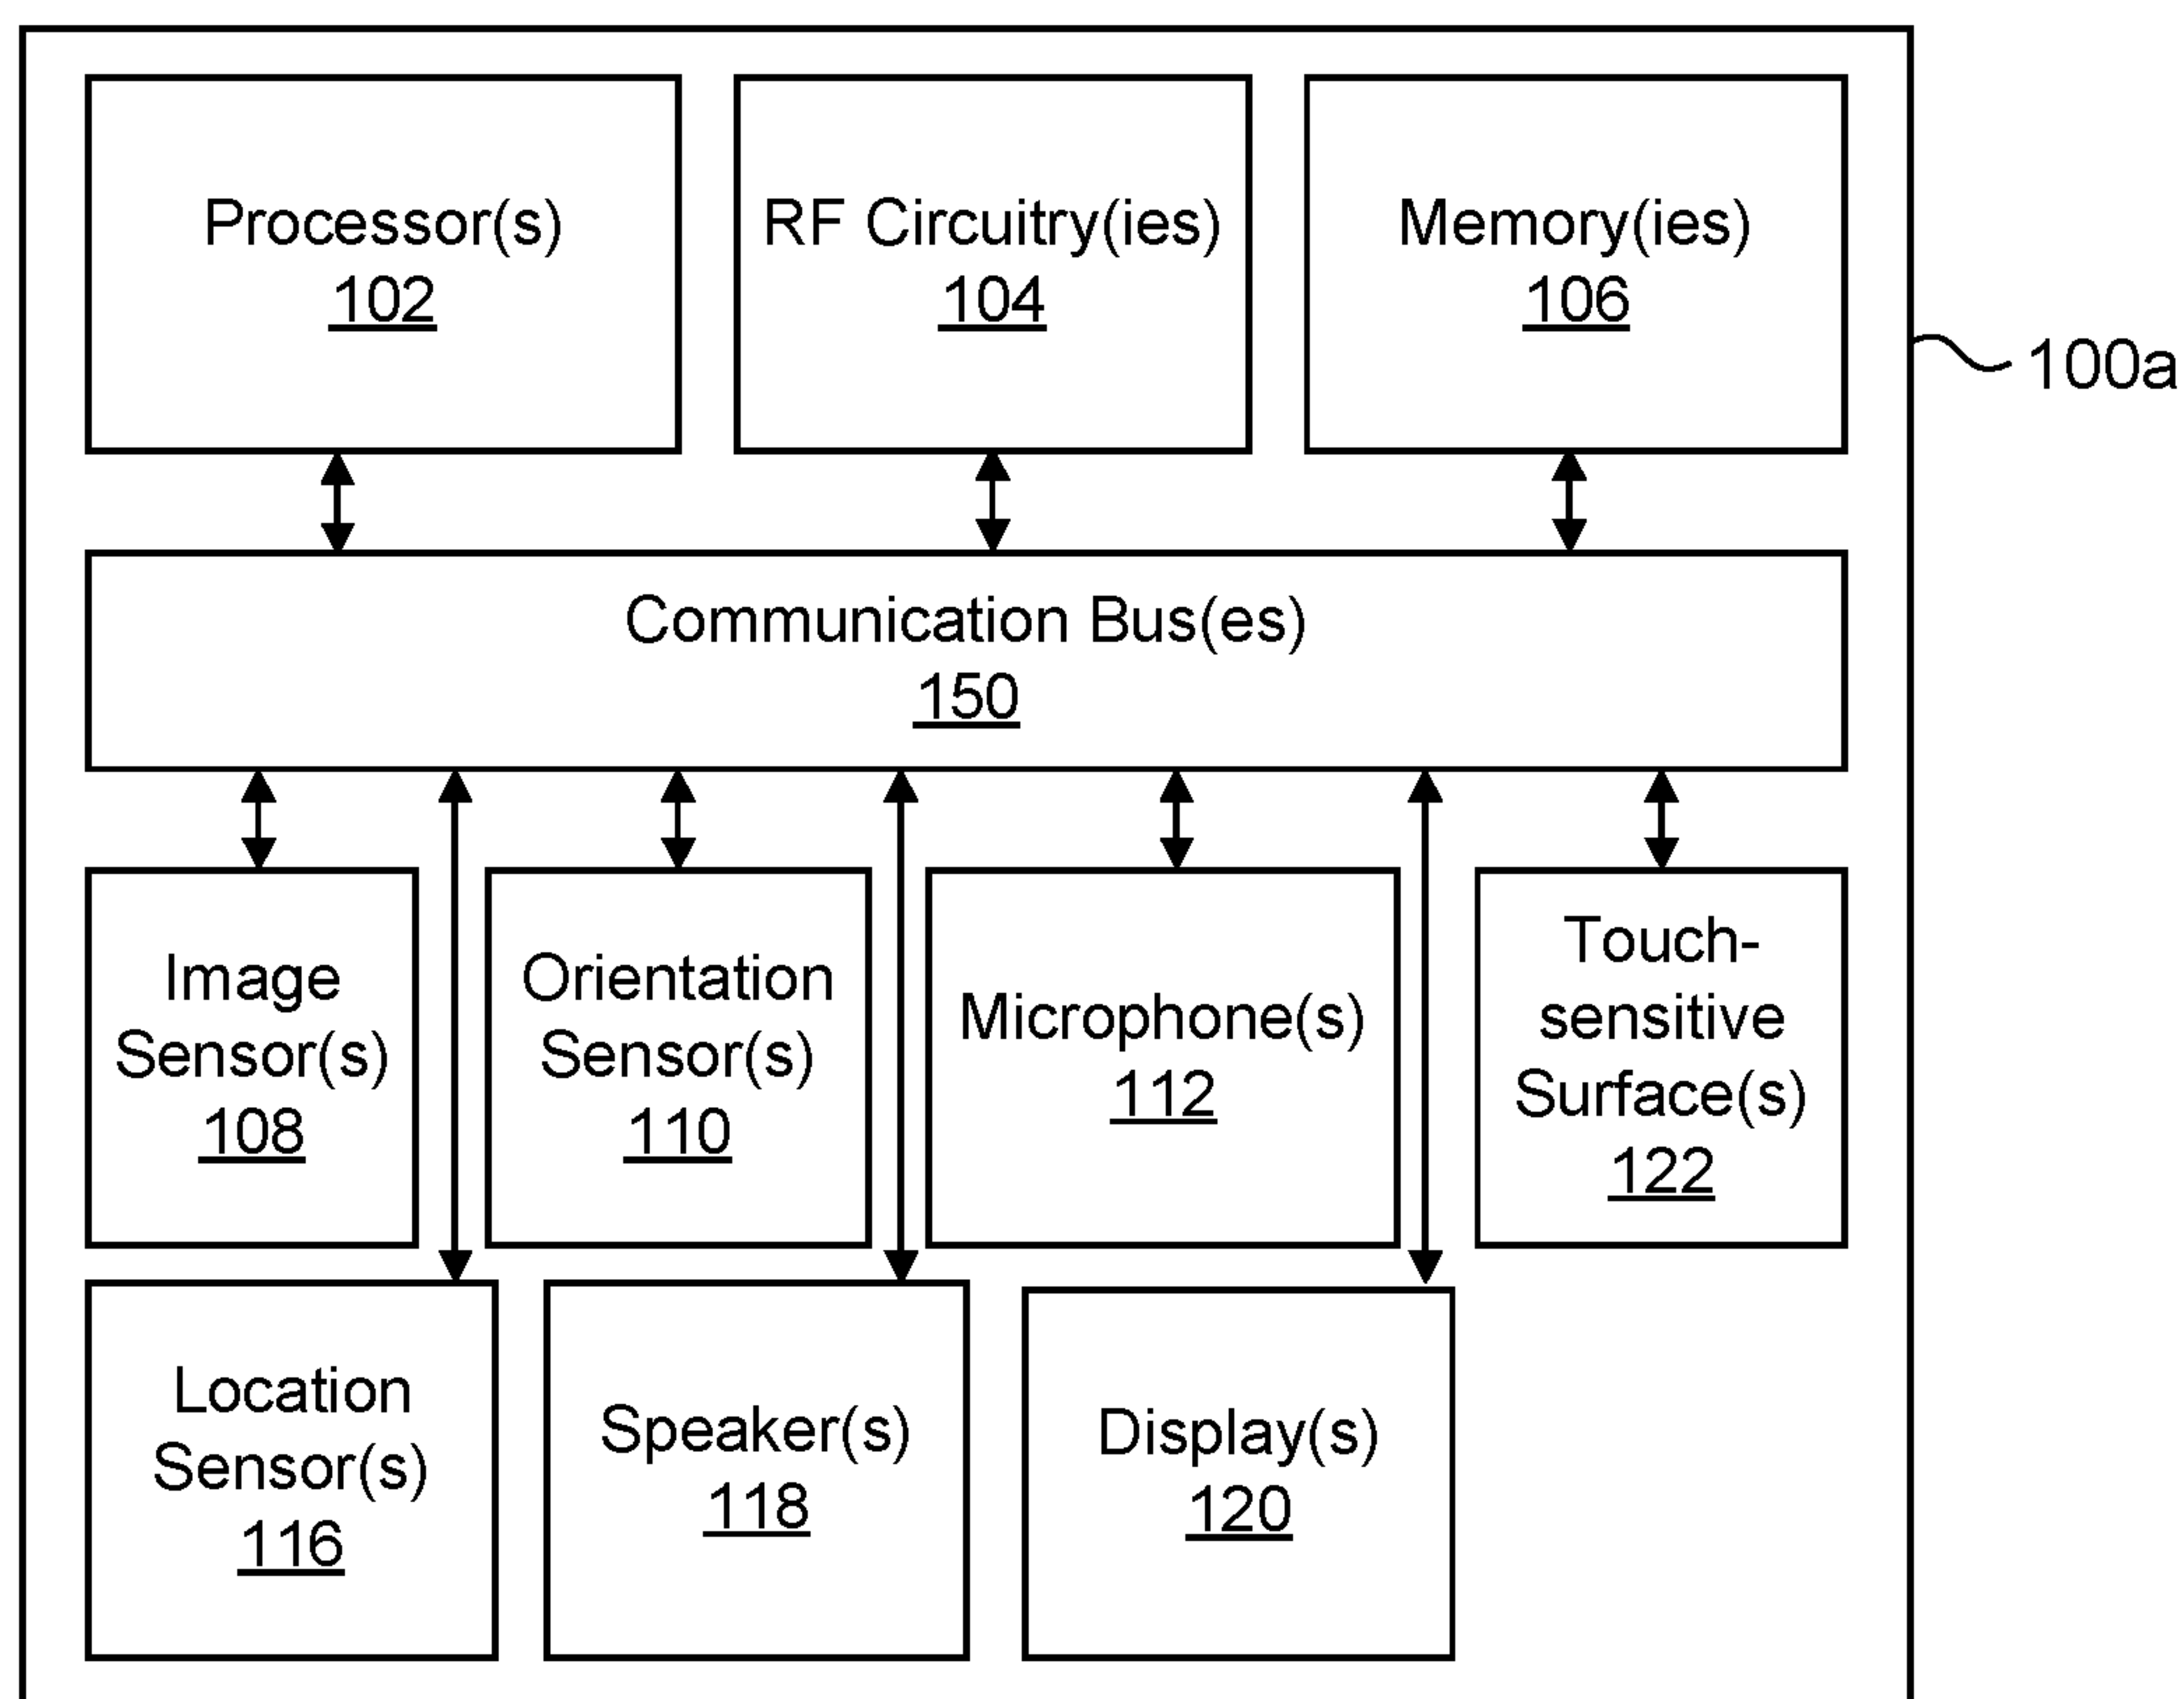 Processor(s)
102
RF Circuitry(ies)
104
Memory(ies)
106
100a
Communication Bus(es)
150
Image
Sensor(s)
108
Orientation
Sensor(s)
110
Microphone(s)
112
Touch-
sensitive
Surface(s)
122
Location
Sensor(s)
116
Speaker(s)
118
Display(s)
120